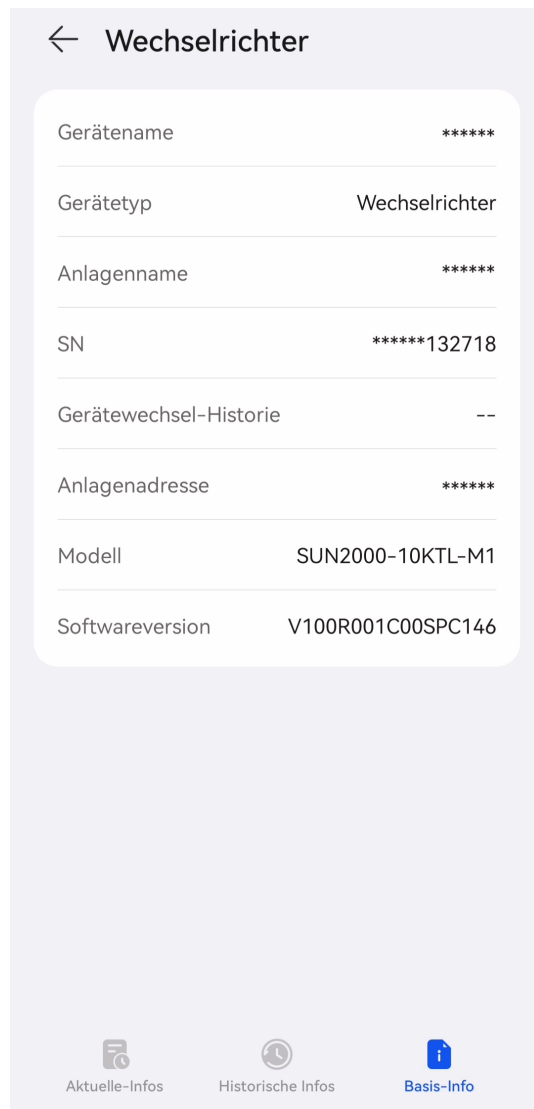 Wechselrichter
Gerätename ******
Gerätetyp Wechselrichter
Anlagenname ******
SN ******132718
Gerätewechsel-Historie --
Anlagenadresse ******
Modell SUN2000-10KTL-M1
Softwareversion V100R001C00SPC146
Aktuelle-Infos Historische Infos Basis-Info